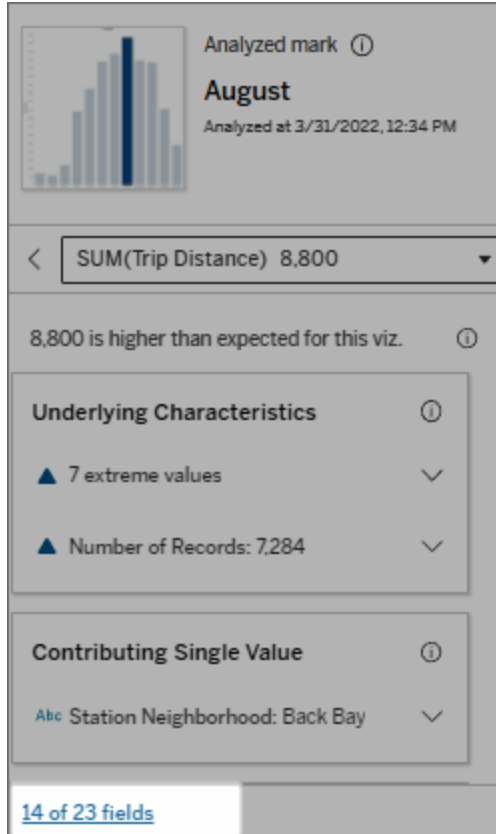 Analyzed mark
August
Analyzed at 3/31/2022, 12:34 PM
SUM(Trip Distance) 8,800
8,800 is higher than expected for this viz.
Underlying Characteristics
7 extreme values
Number of Records: 7,284
Contributing Single Value
Abc Station Neighborhood: Back Bay
14 of 23 fields